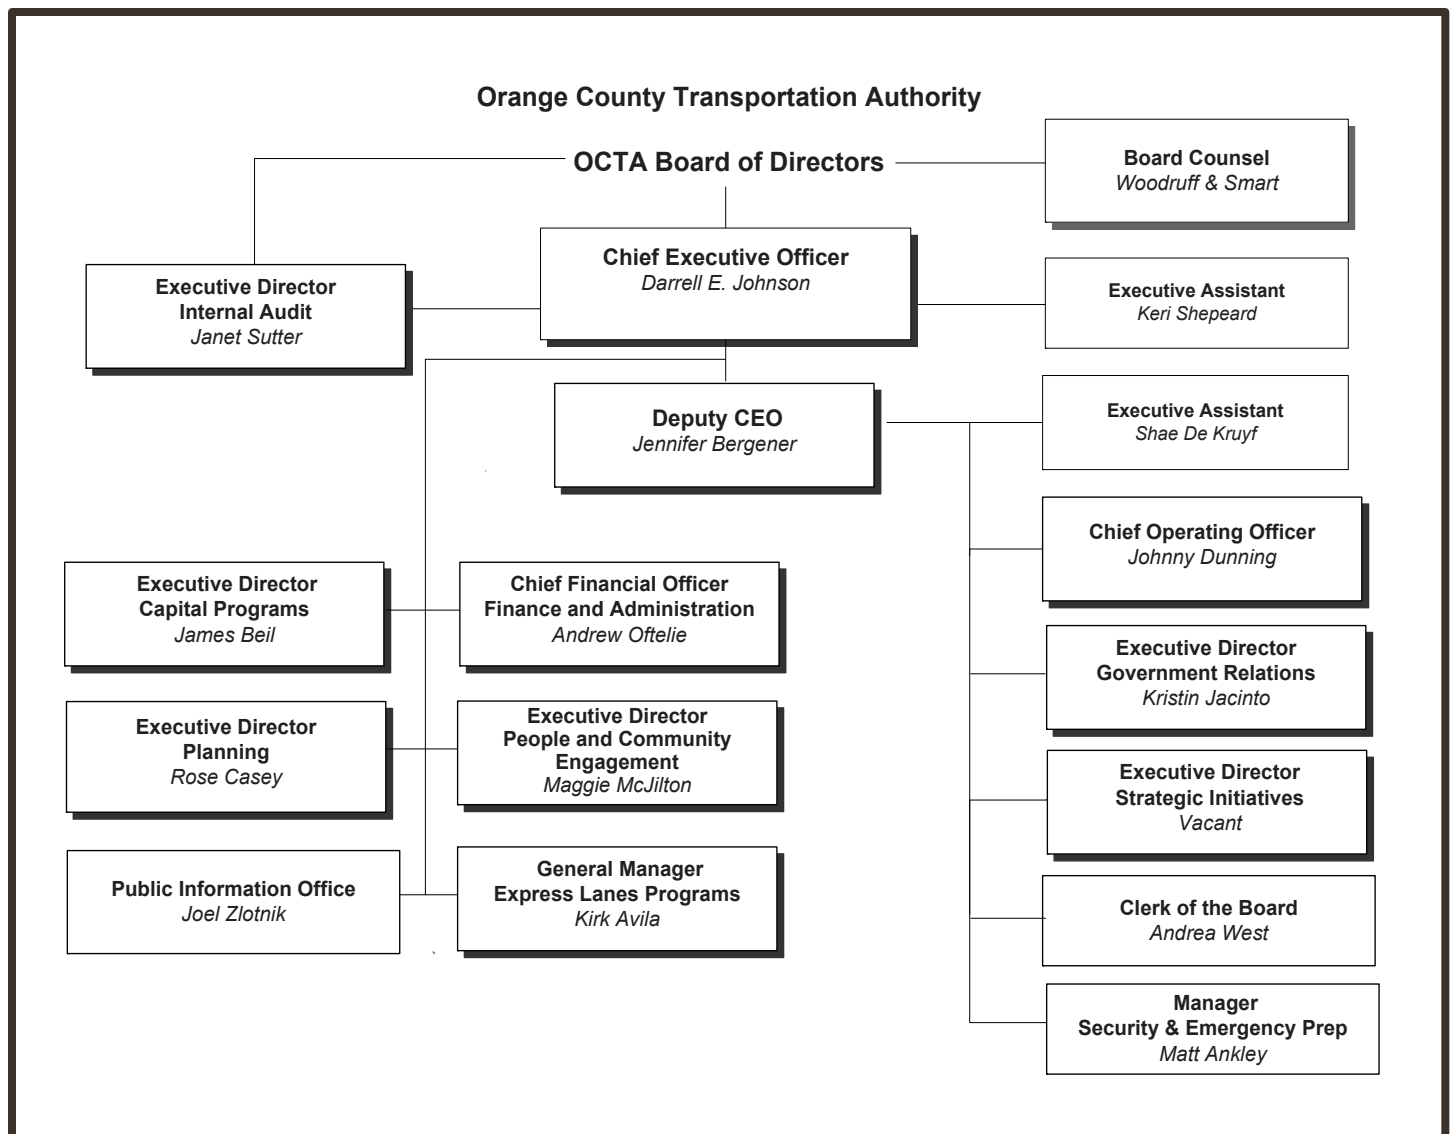 Orange County Transportation Authority
OCTA Board of Directors
Board Counsel
Woodruff & Smart
Chief Executive Officer
Darrell E. Johnson
Executive Director
Internal Audit
Janet Sutter
Executive Assistant
Keri Shepeard
Deputy CEO
Jennifer Bergener
Executive Assistant
Shae De Kruyf
Chief Operating Officer
Johnny Dunning
Executive Director
Capital Programs
James Beil
Chief Financial Officer
Finance and Administration
Andrew Oftelie
Executive Director
Government Relations
Kristin Jacinto
Executive Director
Planning
Rose Casey
Executive Director
People and Community
Engagement
Maggie McJilton
Executive Director
Strategic Initiatives
Vacant
Public Information Office
Joel Zlotnik
General Manager
Express Lanes Programs
Kirk Avila
Clerk of the Board
Andrea West
Manager
Security & Emergency Prep
Matt Ankley